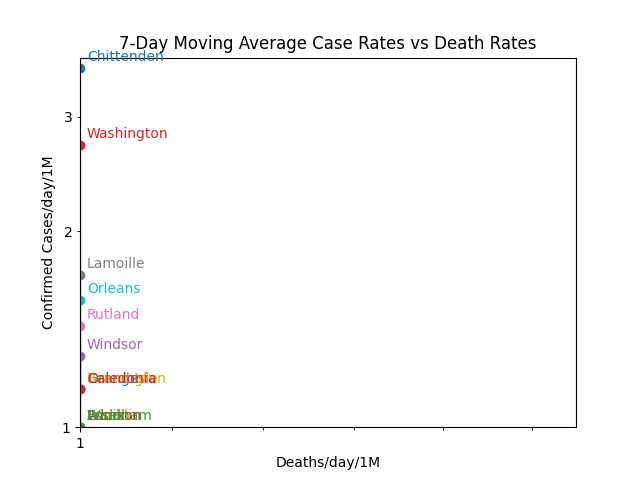 7-Day Moving Average Case Rates vs Death Rates
Chittenden
3
Washington
Confirmed Cases/day/1M
2
Lamoille
Orleans
Rutland
Windsor
Caledonia
1
1
Deaths/day/1M